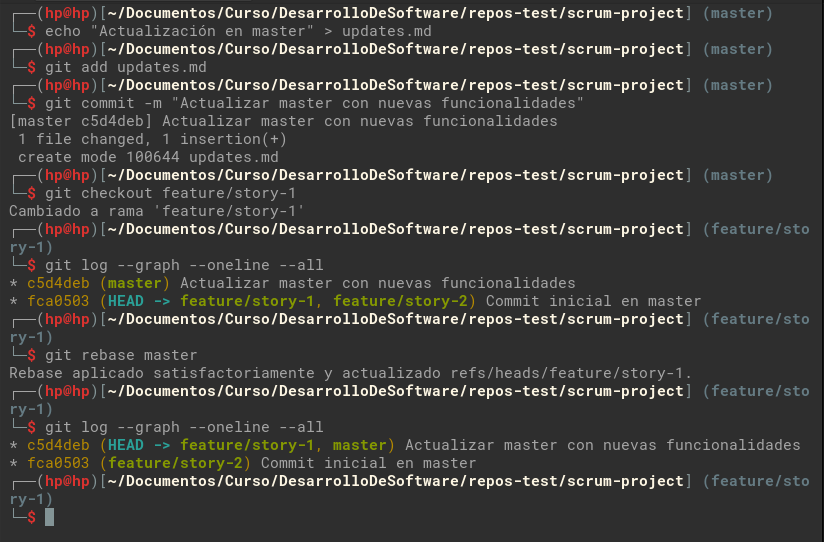 ┌──(hp@hp)[~/Documentos/Curso/DesarrolloDeSoftware/repos-test/scrum-project] (master)
└─$ echo "Actualización en master" > updates.md
┌──(hp@hp)[~/Documentos/Curso/DesarrolloDeSoftware/repos-test/scrum-project] (master)
└─$ git add updates.md
┌──(hp@hp)[~/Documentos/Curso/DesarrolloDeSoftware/repos-test/scrum-project] (master)
└─$ git commit -m "Actualizar master con nuevas funcionalidades"
[master c5d4deb] Actualizar master con nuevas funcionalidades
 1 file changed, 1 insertion(+)
 create mode 100644 updates.md
┌──(hp@hp)[~/Documentos/Curso/DesarrolloDeSoftware/repos-test/scrum-project] (master)
└─$ git checkout feature/story-1
Cambiado a rama 'feature/story-1'
┌──(hp@hp)[~/Documentos/Curso/DesarrolloDeSoftware/repos-test/scrum-project] (feature/sto
ry-1)
└─$ git log --graph --oneline --all
* c5d4deb (master) Actualizar master con nuevas funcionalidades
* fca0503 (HEAD -> feature/story-1, feature/story-2) Commit inicial en master
┌──(hp@hp)[~/Documentos/Curso/DesarrolloDeSoftware/repos-test/scrum-project] (feature/sto
ry-1)
└─$ git rebase master
Rebase aplicado satisfactoriamente y actualizado refs/heads/feature/story-1.
┌──(hp@hp)[~/Documentos/Curso/DesarrolloDeSoftware/repos-test/scrum-project] (feature/sto
ry-1)
└─$ git log --graph --oneline --all
* c5d4deb (HEAD -> feature/story-1, master) Actualizar master con nuevas funcionalidades
* fca0503 (feature/story-2) Commit inicial en master
┌──(hp@hp)[~/Documentos/Curso/DesarrolloDeSoftware/repos-test/scrum-project] (feature/sto
ry-1)
└─$